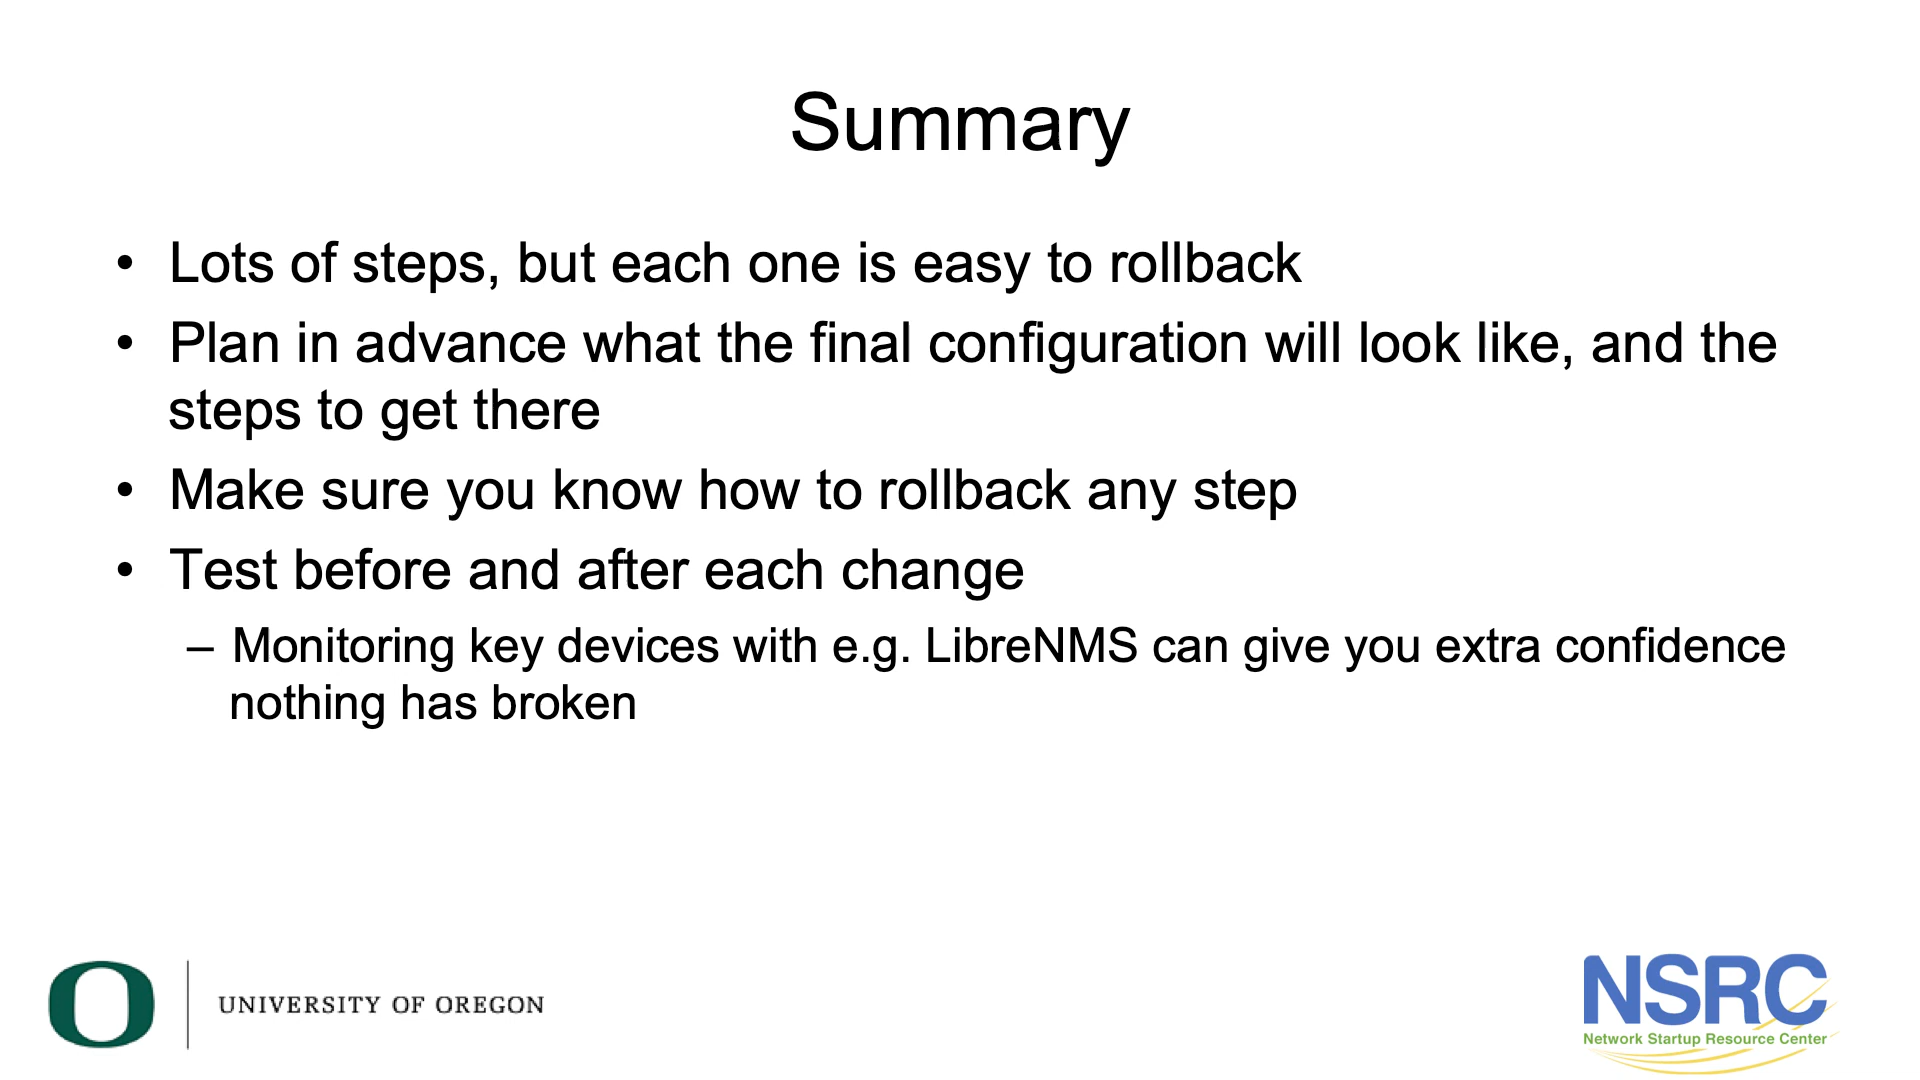 Summary
• Lots of steps, but each one is easy to rollback
• Plan in advance what the final configuration will look like, and the
steps to get there
• Make sure you know how to rollback any step
• Test before and after each change
– Monitoring key devices with e.g. LibreNMS can give you extra confidence
nothing has broken
O
UNIVERSITY OF OREGON
NSRC
Network Startup Resource Center